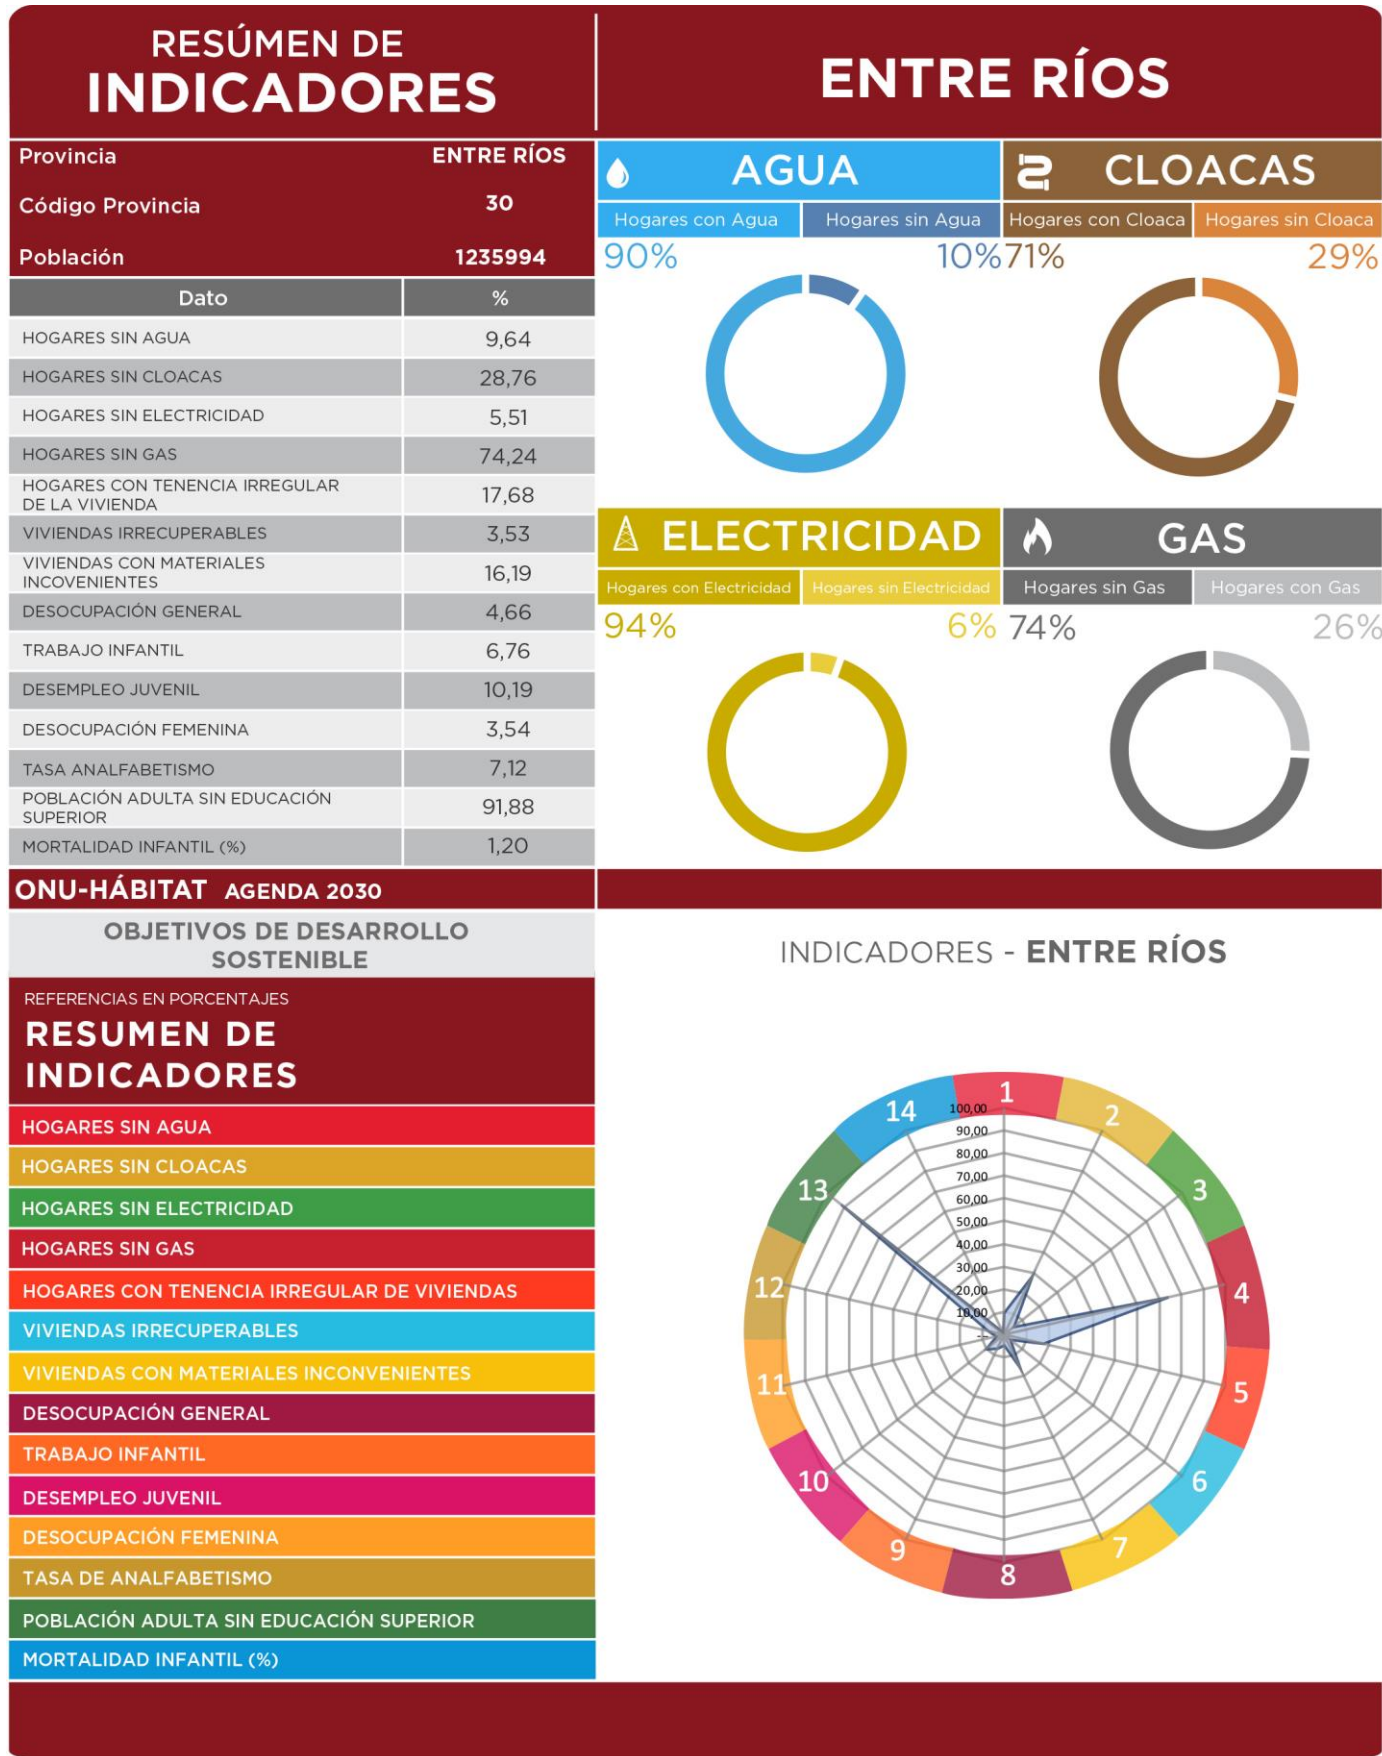 RESÚMEN DE
INDICADORES
ENTRE RÍOS
Provincia ENTRE RÍOS
Código Provincia 30
Población 1235994
Dato %
HOGARES SIN AGUA 9,64
HOGARES SIN CLOACAS 28,76
HOGARES SIN ELECTRICIDAD 5,51
HOGARES SIN GAS 74,24
HOGARES CON TENENCIA IRREGULAR
DE LA VIVIENDA 17,68
VIVIENDAS IRRECUPERABLES 3,53
VIVIENDAS CON MATERIALES
INCOVENIENTES 16,19
DESOCUPACIÓN GENERAL 4,66
TRABAJO INFANTIL 6,76
DESEMPLEO JUVENIL 10,19
DESOCUPACIÓN FEMENINA 3,54
TASA ANALFABETISMO 7,12
POBLACIÓN ADULTA SIN EDUCACIÓN
SUPERIOR 91,88
MORTALIDAD INFANTIL (%) 1,20
AGUA
Hogares con Agua Hogares sin Agua
90% 10%
CLOACAS
Hogares con Cloaca Hogares sin Cloaca
71% 29%
ELECTRICIDAD
Hogares con Electricidad Hogares sin Electricidad
94% 6%
GAS
Hogares sin Gas Hogares con Gas
74% 26%
ONU-HÁBITAT AGENDA 2030
OBJETIVOS DE DESARROLLO
SOSTENIBLE
REFERENCIAS EN PORCENTAJES
RESUMEN DE
INDICADORES
HOGARES SIN AGUA
HOGARES SIN CLOACAS
HOGARES SIN ELECTRICIDAD
HOGARES SIN GAS
HOGARES CON TENENCIA IRREGULAR DE VIVIENDAS
VIVIENDAS IRRECUPERABLES
VIVIENDAS CON MATERIALES INCONVENIENTES
DESOCUPACIÓN GENERAL
TRABAJO INFANTIL
DESEMPLEO JUVENIL
DESOCUPACIÓN FEMENINA
TASA DE ANALFABETISMO
POBLACIÓN ADULTA SIN EDUCACIÓN SUPERIOR
MORTALIDAD INFANTIL (%)
INDICADORES - ENTRE RÍOS
1
2
3
4
5
6
7
8
9
10
11
12
13
14
100,00
90,00
80,00
70,00
60,00
50,00
40,00
30,00
20,00
10,00
--